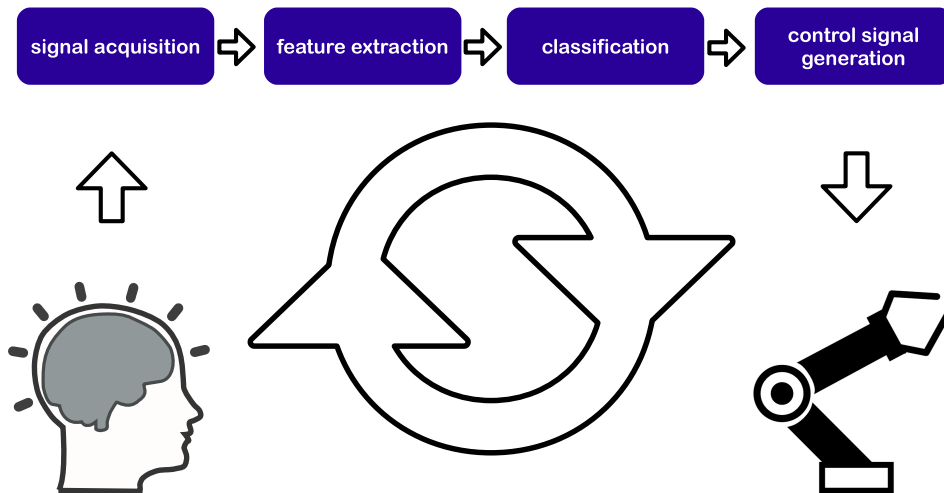 signal acquisition
feature extraction
classification
control signal
generation